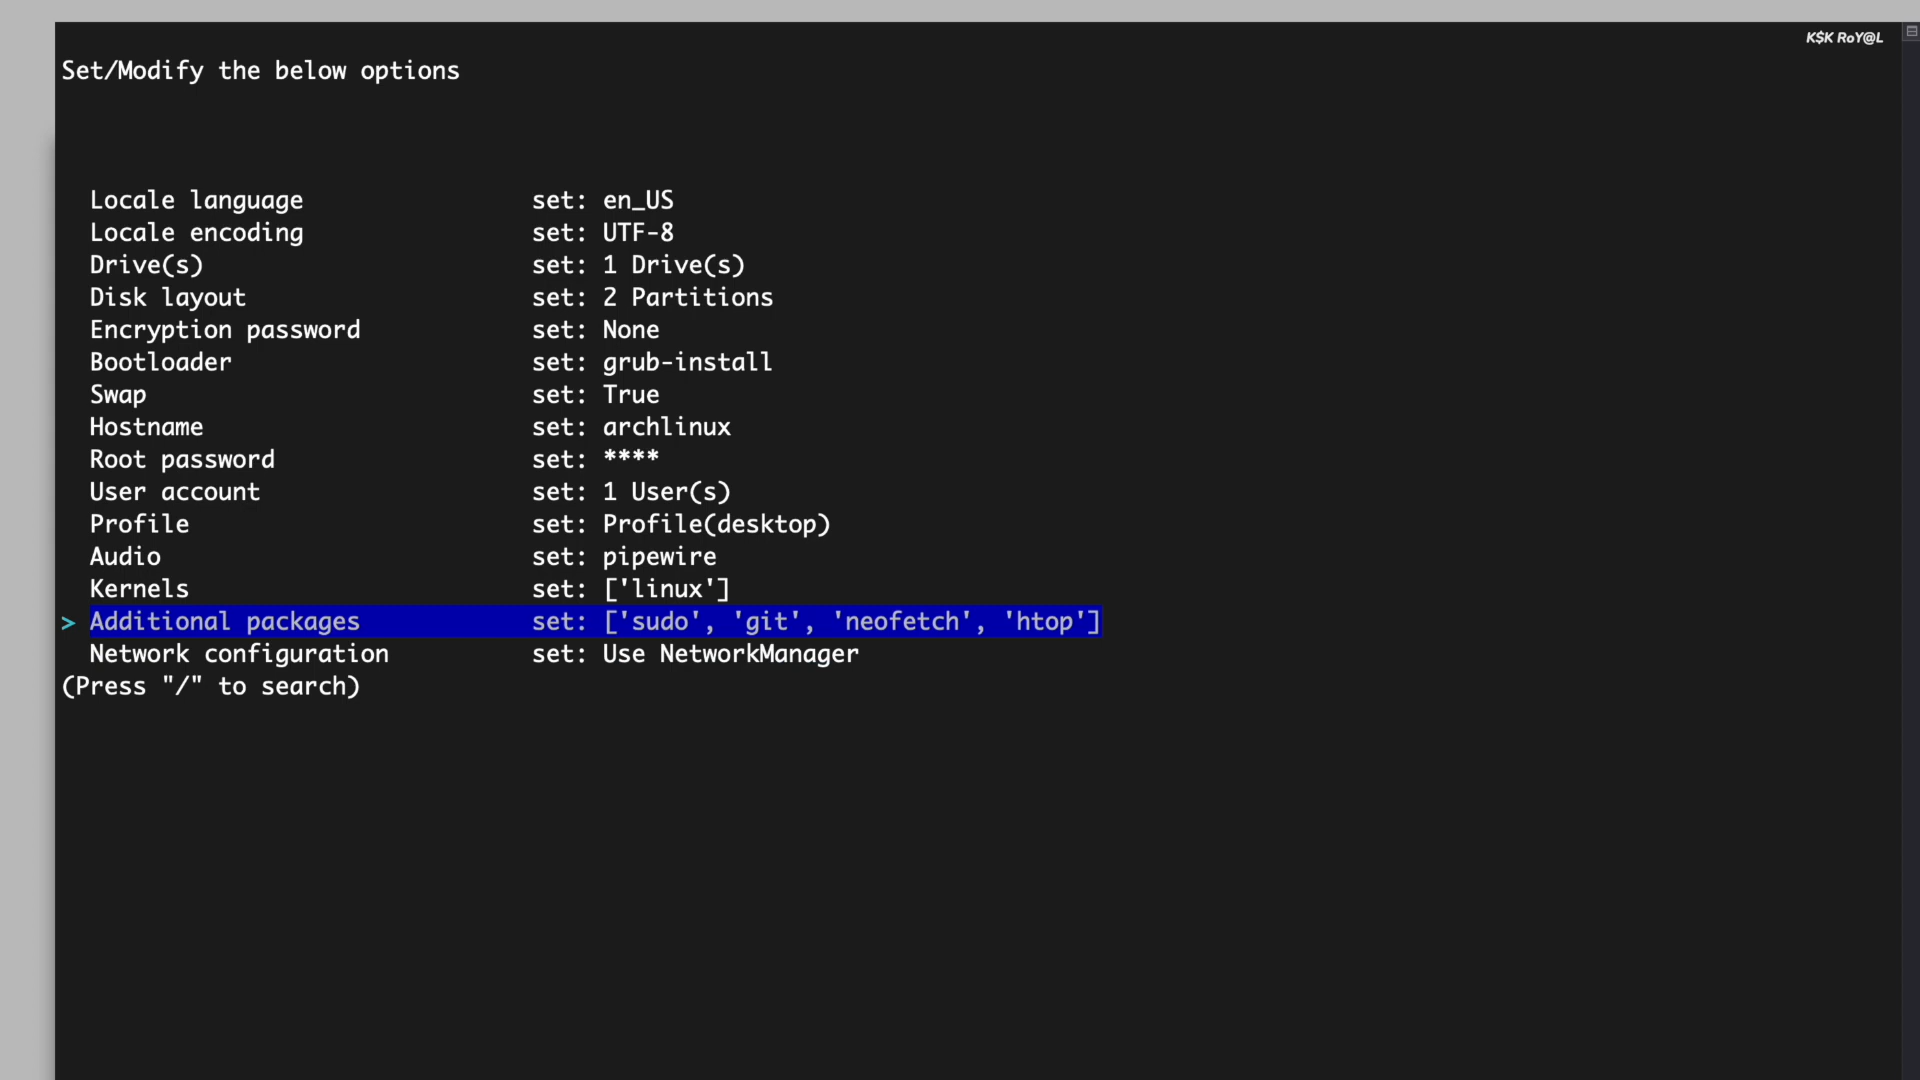 K$K RoY@L
Set/Modify the below options
Locale language set: en_US
Locale encoding set: UTF-8
Drive(s) set: 1 Drive(s)
Disk layout set: 2 Partitions
Encryption password set: None
Bootloader set: grub-install
Swap set: True
Hostname set: archlinux
Root password set: ****
User account set: 1 User(s)
Profile set: Profile(desktop)
Audio set: pipewire
Kernels set: ['linux']
> Additional packages set: ['sudo', 'git', 'neofetch', 'htop']
Network configuration set: Use NetworkManager
(Press "/" to search)